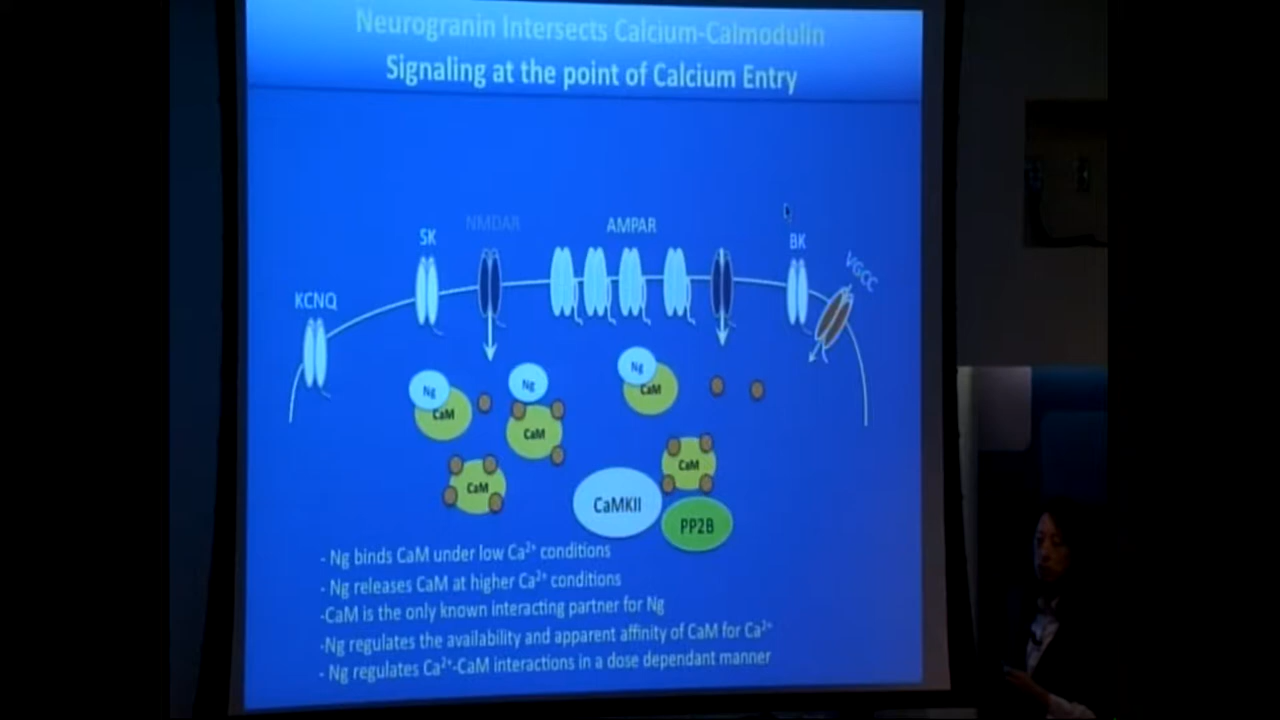 Neurogranin Intersects Calcium-Calmodulin
Signaling at the point of Calcium Entry
NMDAR
AMPAR
SK
BK
VGCC
KCNQ
Ng
Ng
Ng
CaM
CaM
CaM
CaM
CaM
CaMKII
PP2B
- Ng binds CaM under low Ca²⁺ conditions
- Ng releases CaM at higher Ca²⁺ conditions
-CaM is the only known interacting partner for Ng
-Ng regulates the availability and apparent affinity of CaM for Ca²⁺
- Ng regulates Ca²⁺-CaM interactions in a dose dependant manner